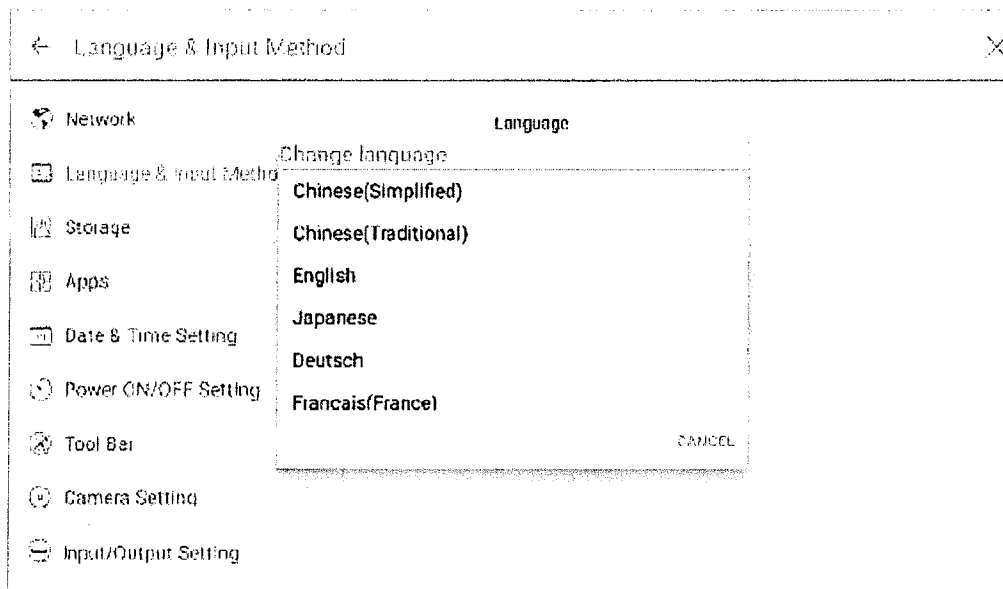 Language & Input Method
Network
Language & Input Metho
Storage
Apps
Date & Time Setting
Power ON/OFF Setting
Tool Bar
Camera Setting
Input/Output Setting
Language
Change language
Chinese(Simplified)
Chinese(Traditional)
English
Japanese
Deutsch
Francais(France)
CANCEL